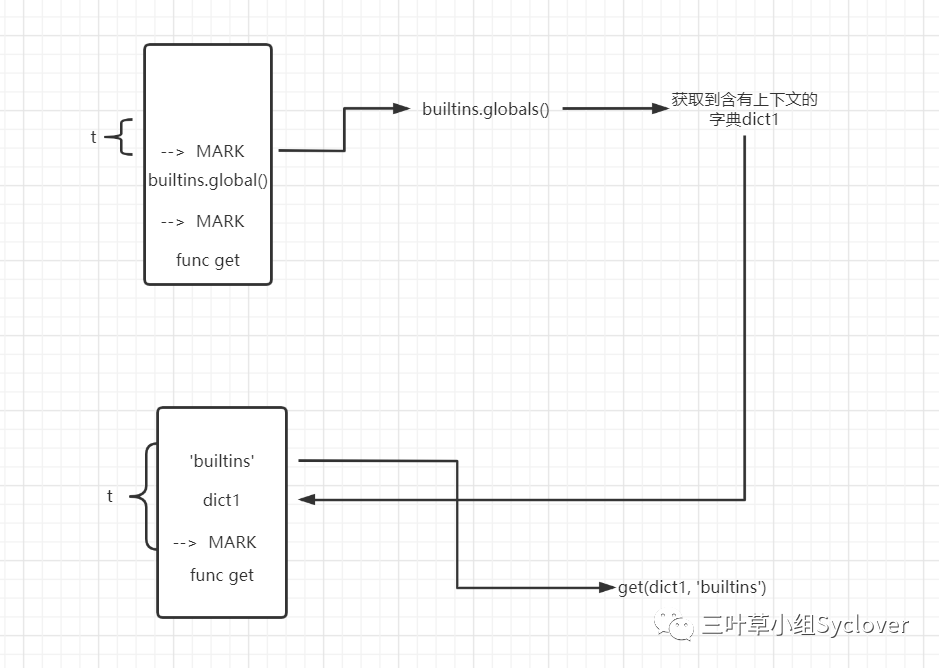 t
--> MARK
builtins.global()
--> MARK
func get
builtins.globals()
获取到含有上下文的
字典dict1
t
'builtins'
dict1
--> MARK
func get
get(dict1, 'builtins')
三叶草小组Syclover